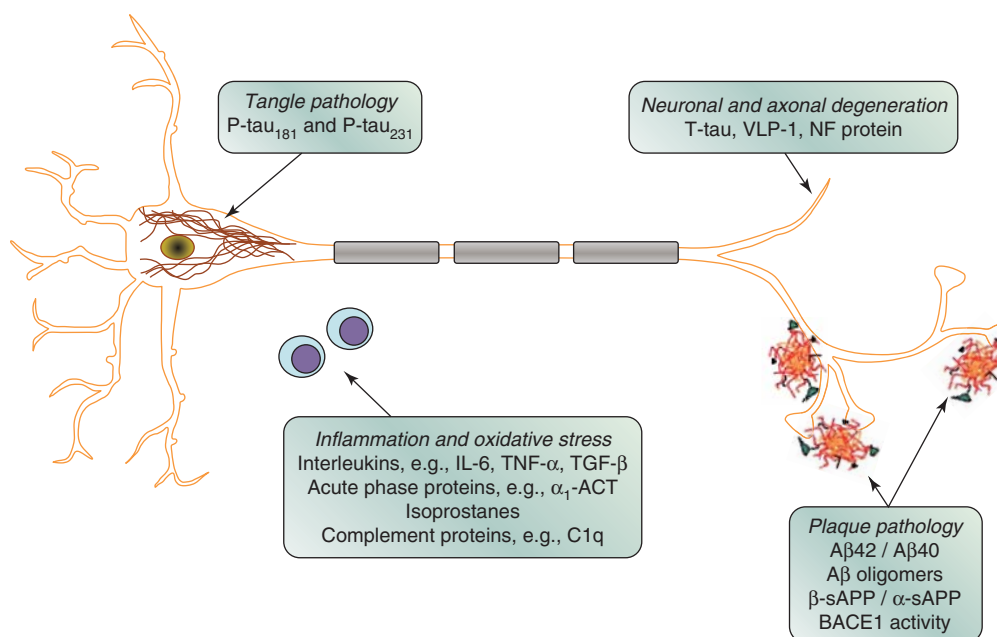 Tangle pathology
P-tau₁₈₁ and P-tau₂₃₁
Neuronal and axonal degeneration
T-tau, VLP-1, NF protein
Inflammation and oxidative stress
Interleukins, e.g., IL-6, TNF-α, TGF-β
Acute phase proteins, e.g., α₁-ACT
Isoprostanes
Complement proteins, e.g., C1q
Plaque pathology
Aβ42 / Aβ40
Aβ oligomers
β-sAPP / α-sAPP
BACE1 activity